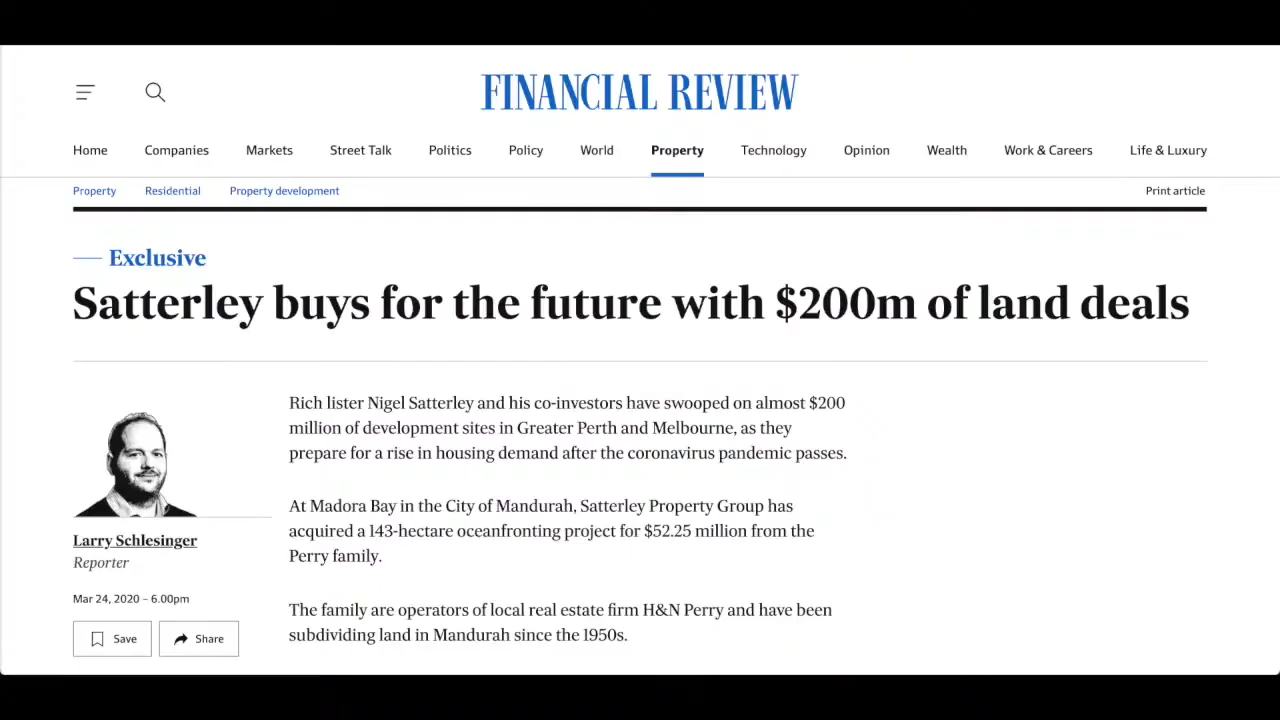 FINANCIAL REVIEW
Home Companies Markets Street Talk Politics Policy World Property Technology Opinion Wealth Work & Careers Life & Luxury
Property Residential Property development Print article
Exclusive
Satterley buys for the future with $200m of land deals
Rich lister Nigel Satterley and his co-investors have swooped on almost $200
million of development sites in Greater Perth and Melbourne, as they
prepare for a rise in housing demand after the coronavirus pandemic passes.
At Madora Bay in the City of Mandurah, Satterley Property Group has
acquired a 143-hectare oceanfronting project for $52.25 million from the
Perry family.
The family are operators of local real estate firm H&N Perry and have been
subdividing land in Mandurah since the 1950s.
Larry Schlesinger
Reporter
Mar 24, 2020 – 6.00pm
Save Share